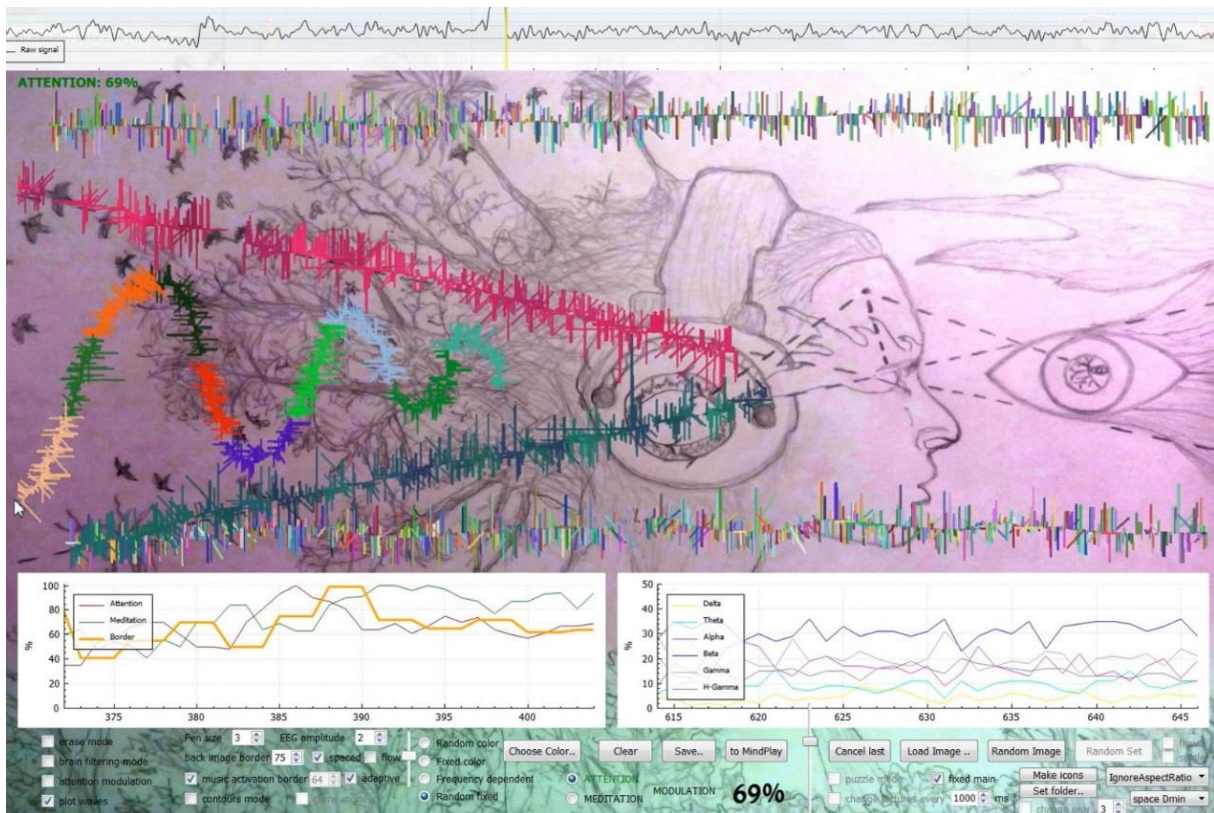 Raw signal
ATTENTION: 69%
100
80
60
40
20
0
%
Attention
Meditation
Border
375 380 385 390 395 400
50
40
30
20
10
0
%
Delta
Theta
Alpha
Beta
Gamma
H-Gamma
615 620 625 630 635 640 645
erase mode
brain filtering mode
attention modulation
plot waves
Pen size 3 EEG amplitude 2
back image border 75 spaced flow
music activation border 64 adaptive
contours mode
Random color
Fixed color
Frequency dependent
Random fixed
Choose Color.. Clear Save.. to MindPlay
ATTENTION
MEDITATION
MODULATION 69%
Cancel last Load Image .. Random Image Random Set
puzzle mode fixed main Make icons IgnoreAspectRatio
change pictures every 1000 ms Set folder.. space Dmin
change only 3